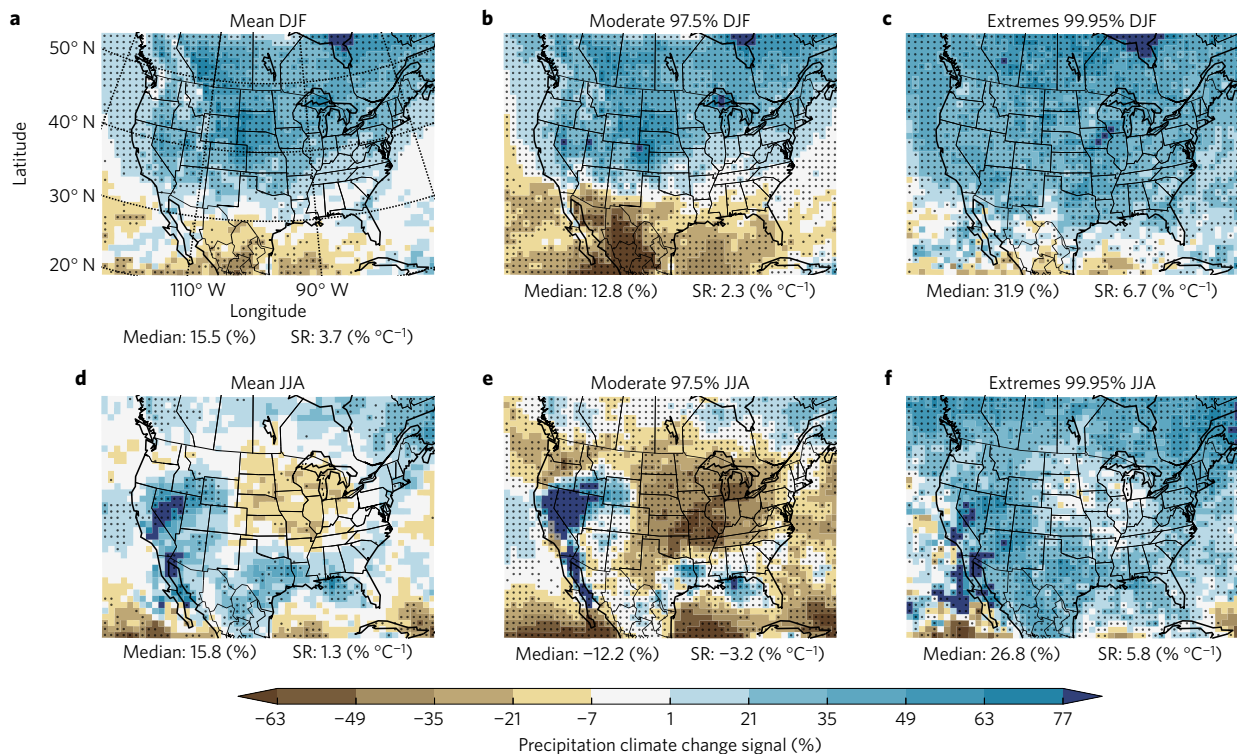 a
Mean DJF
b
Moderate 97.5% DJF
c
Extremes 99.95% DJF
50° N
40° N
30° N
20° N
Latitude
110° W
90° W
Longitude
Median: 15.5 (%) SR: 3.7 (% °C⁻¹)
Median: 12.8 (%) SR: 2.3 (% °C⁻¹)
Median: 31.9 (%) SR: 6.7 (% °C⁻¹)
d
Mean JJA
e
Moderate 97.5% JJA
f
Extremes 99.95% JJA
Median: 15.8 (%) SR: 1.3 (% °C⁻¹)
Median: −12.2 (%) SR: −3.2 (% °C⁻¹)
Median: 26.8 (%) SR: 5.8 (% °C⁻¹)
−63 −49 −35 −21 −7 1 21 35 49 63 77
Precipitation climate change signal (%)